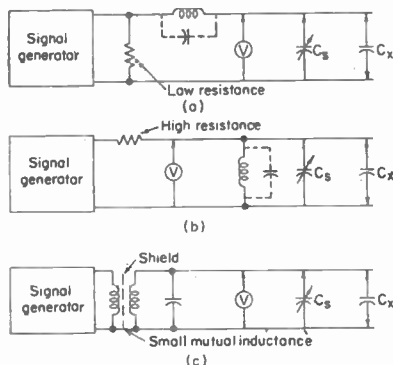 Signal generator
V
Cs
Cx
Low resistance
(a)
High resistance
Signal generator
V
Cs
Cx
(b)
Shield
Signal generator
V
Cs
Cx
Small mutual inductance
(c)